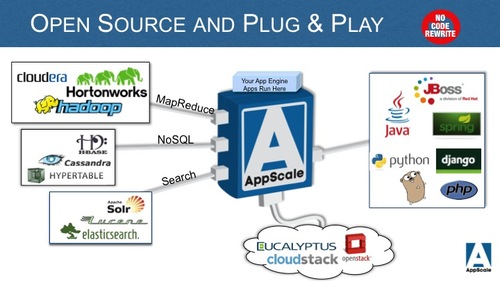 OPEN SOURCE AND PLUG & PLAY
NO
CODE
REWRITE
cloudera
Hortonworks
hadoop
MapReduce
Your App Engine
Apps Run Here
JBoss
a division of Red Hat
Java
spring
HBASE
Cassandra
HYPERTABLE
NoSQL
A
AppScale
python
django
php
Search
Apache
Solr
Lucene
elasticsearch.
EUCALYPTUS
openstack
cloudstack
AppScale